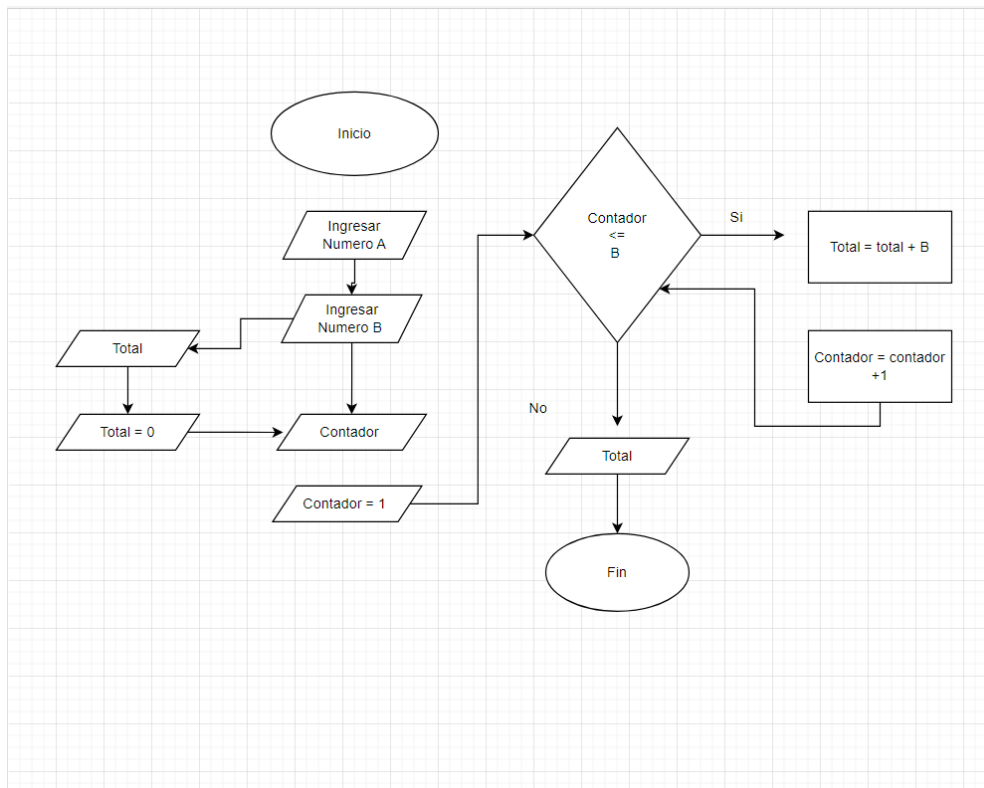 Inicio
Ingresar
Numero A
Ingresar
Numero B
Total
Total = 0
Contador
Contador = 1
Contador
<=
B
Si
Total = total + B
Contador = contador
+1
No
Total
Fin